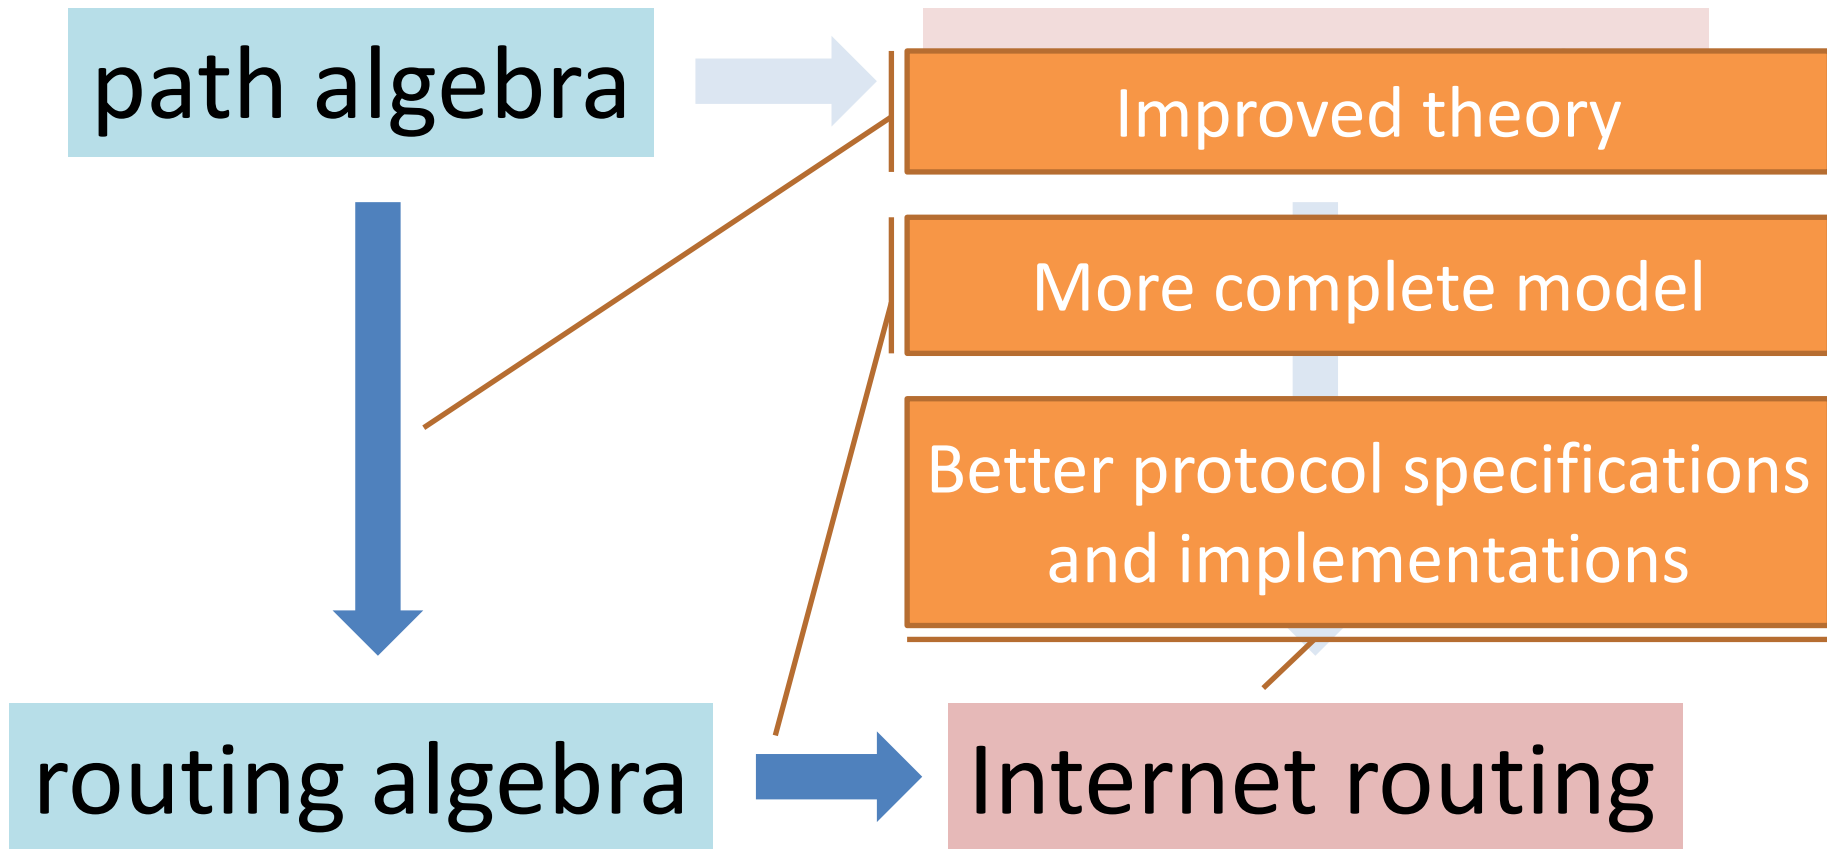 path algebra
Improved theory
More complete model
Better protocol specifications
and implementations
routing algebra
Internet routing